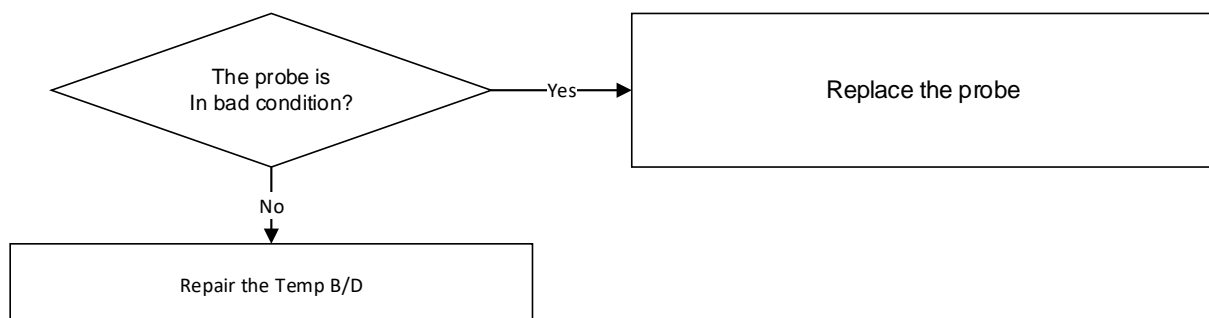 The probe is
In bad condition?
Yes
Replace the probe
No
Repair the Temp B/D